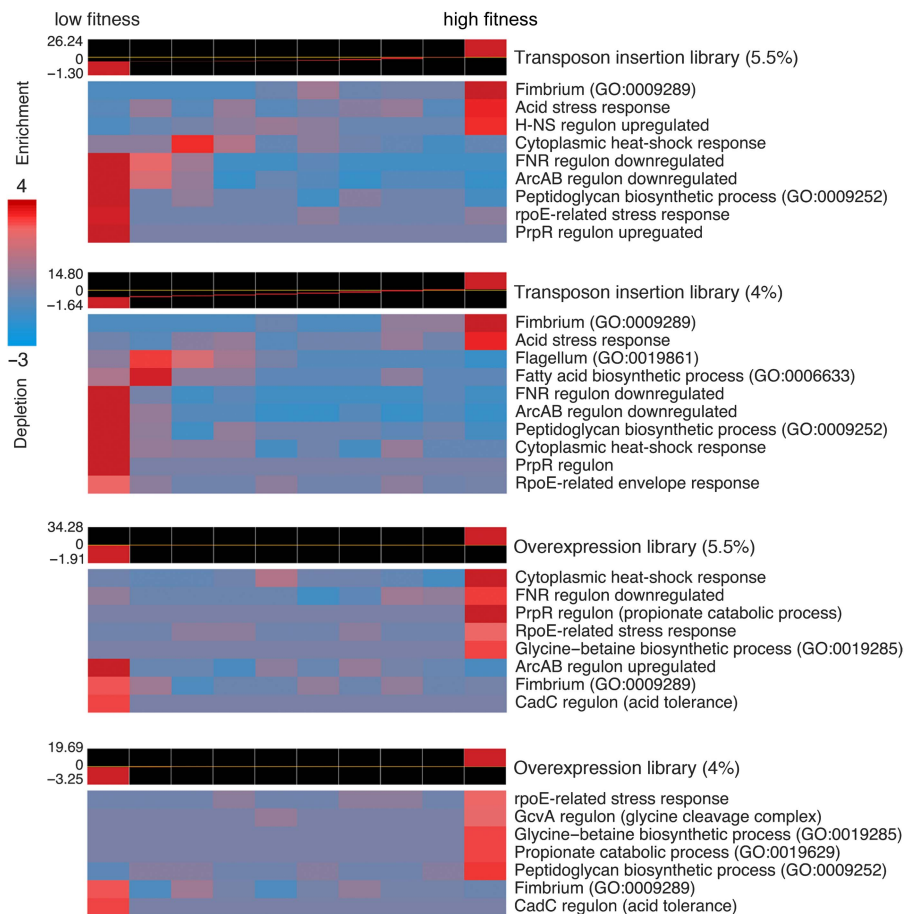 low fitness
high fitness
26.24
0
−1.30
Transposon insertion library (5.5%)
Fimbrium (GO:0009289)
Acid stress response
H-NS regulon upregulated
Cytoplasmic heat-shock response
FNR regulon downregulated
ArcAB regulon downregulated
Peptidoglycan biosynthetic process (GO:0009252)
rpoE-related stress response
PrpR regulon upreguated
Enrichment
4
−3
Depletion
14.80
0
−1.64
Transposon insertion library (4%)
Fimbrium (GO:0009289)
Acid stress response
Flagellum (GO:0019861)
Fatty acid biosynthetic process (GO:0006633)
FNR regulon downregulated
ArcAB regulon downregulated
Peptidoglycan biosynthetic process (GO:0009252)
Cytoplasmic heat-shock response
PrpR regulon
RpoE-related envelope response
34.28
0
−1.91
Overexpression library (5.5%)
Cytoplasmic heat-shock response
FNR regulon downregulated
PrpR regulon (propionate catabolic process)
RpoE-related stress response
Glycine−betaine biosynthetic process (GO:0019285)
ArcAB regulon upregulated
Fimbrium (GO:0009289)
CadC regulon (acid tolerance)
19.69
0
−3.25
Overexpression library (4%)
rpoE-related stress response
GcvA regulon (glycine cleavage complex)
Glycine−betaine biosynthetic process (GO:0019285)
Propionate catabolic process (GO:0019629)
Peptidoglycan biosynthetic process (GO:0009252)
Fimbrium (GO:0009289)
CadC regulon (acid tolerance)